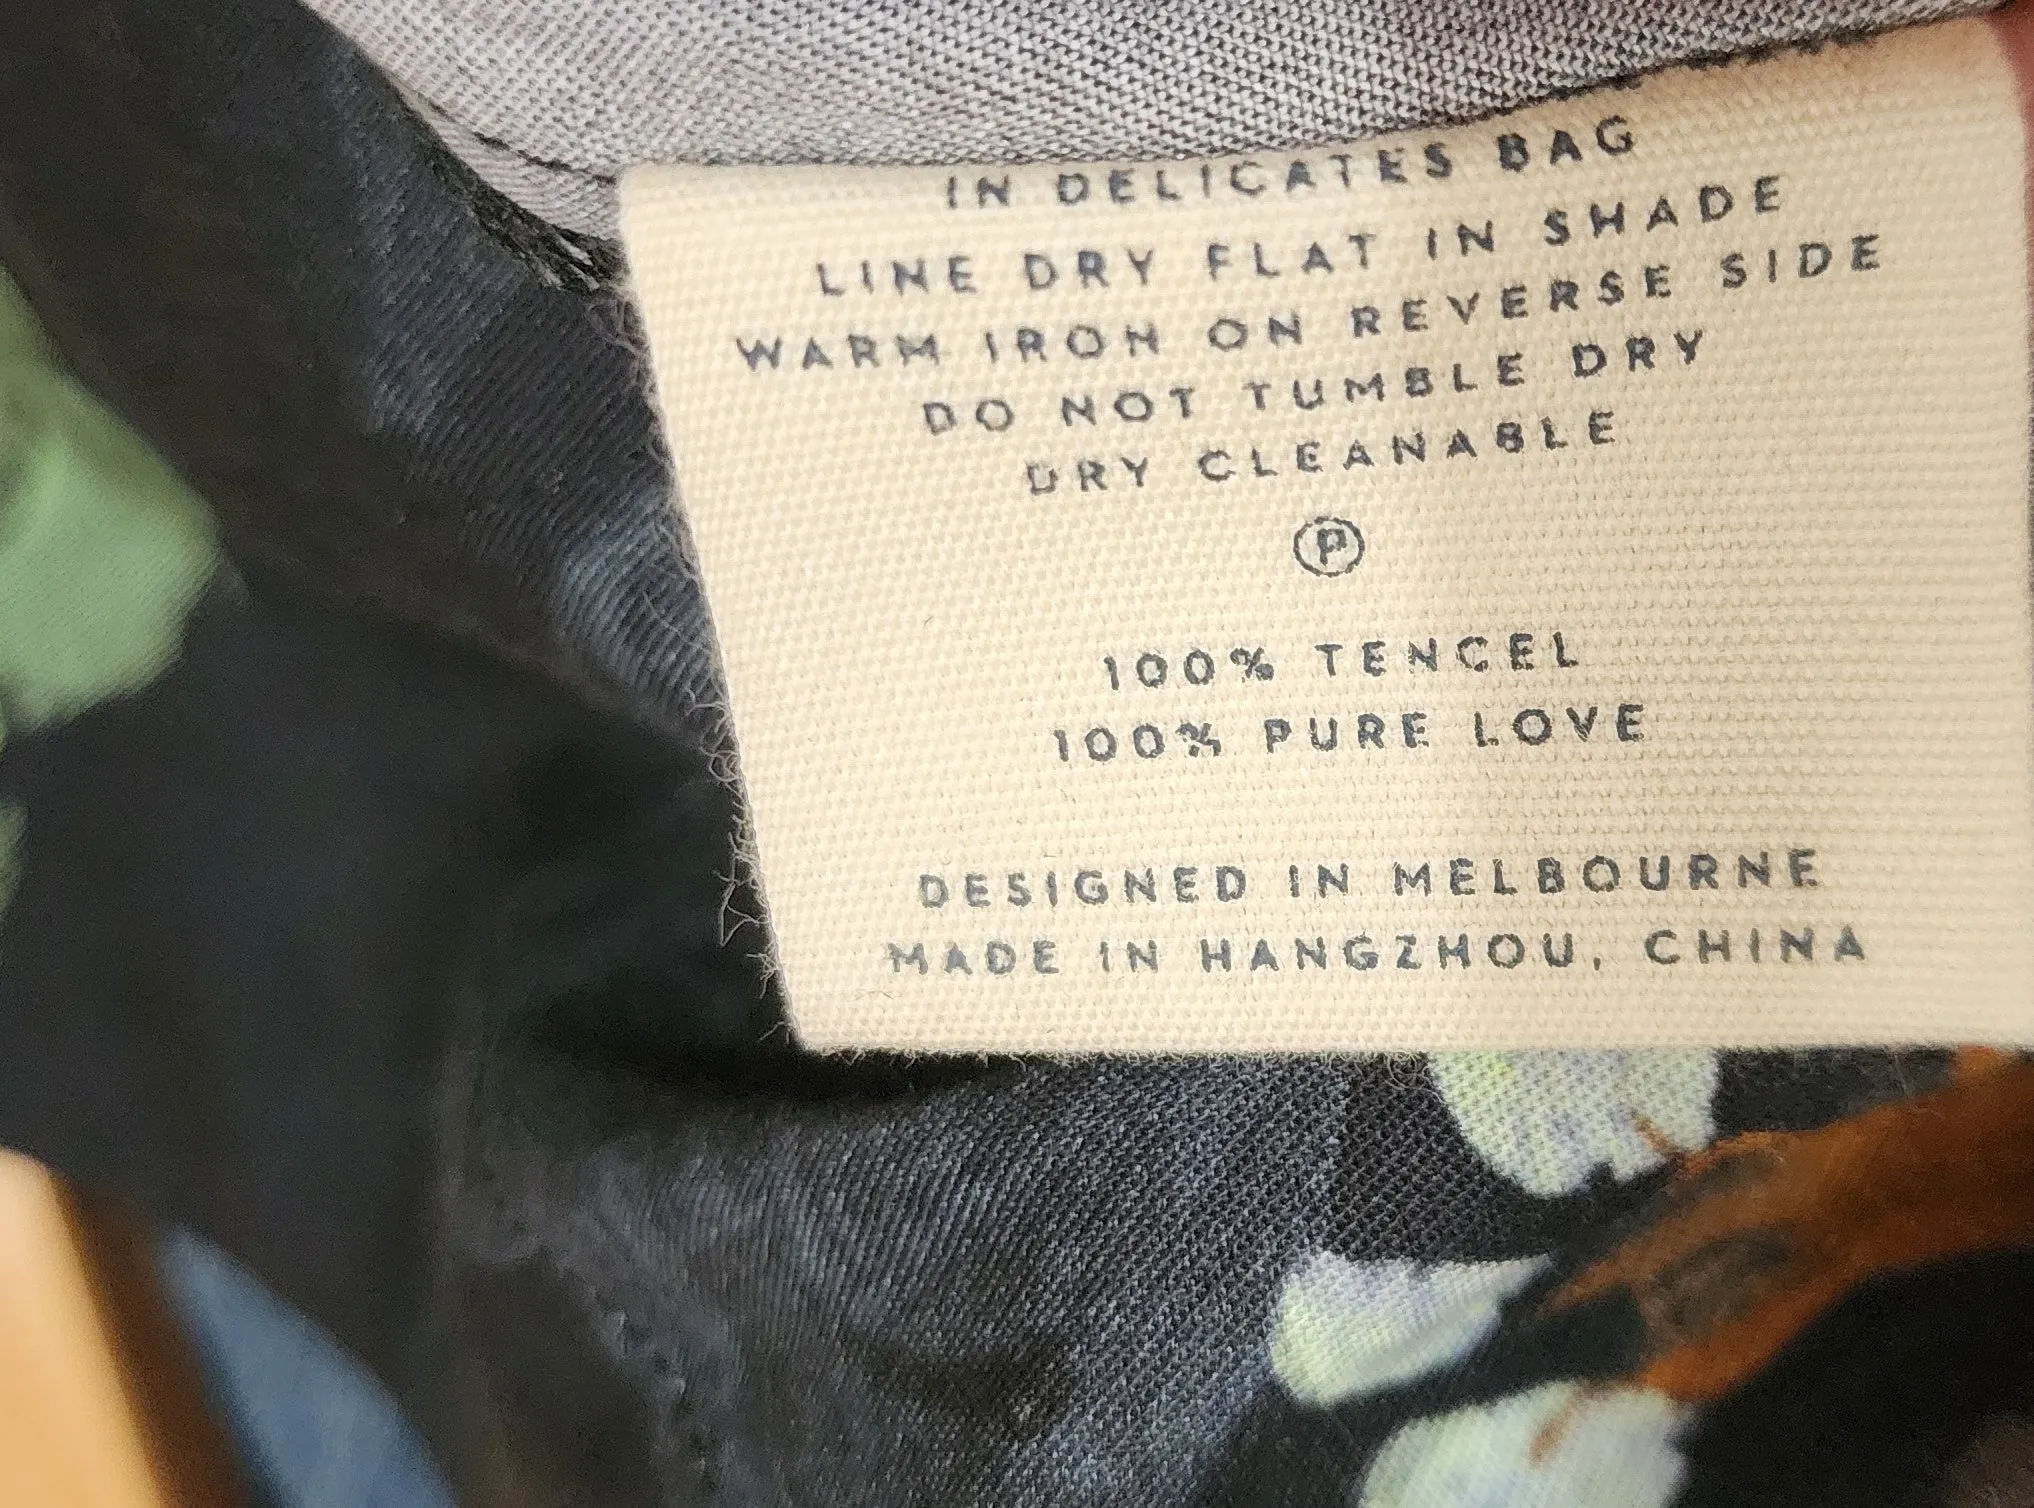 IN DELICATES BAG
LINE DRY FLAT IN SHADE
WARM IRON ON REVERSE SIDE
DO NOT TUMBLE DRY
DRY CLEANABLE
P
100% TENCEL
100% PURE LOVE
DESIGNED IN MELBOURNE
MADE IN HANGZHOU, CHINA